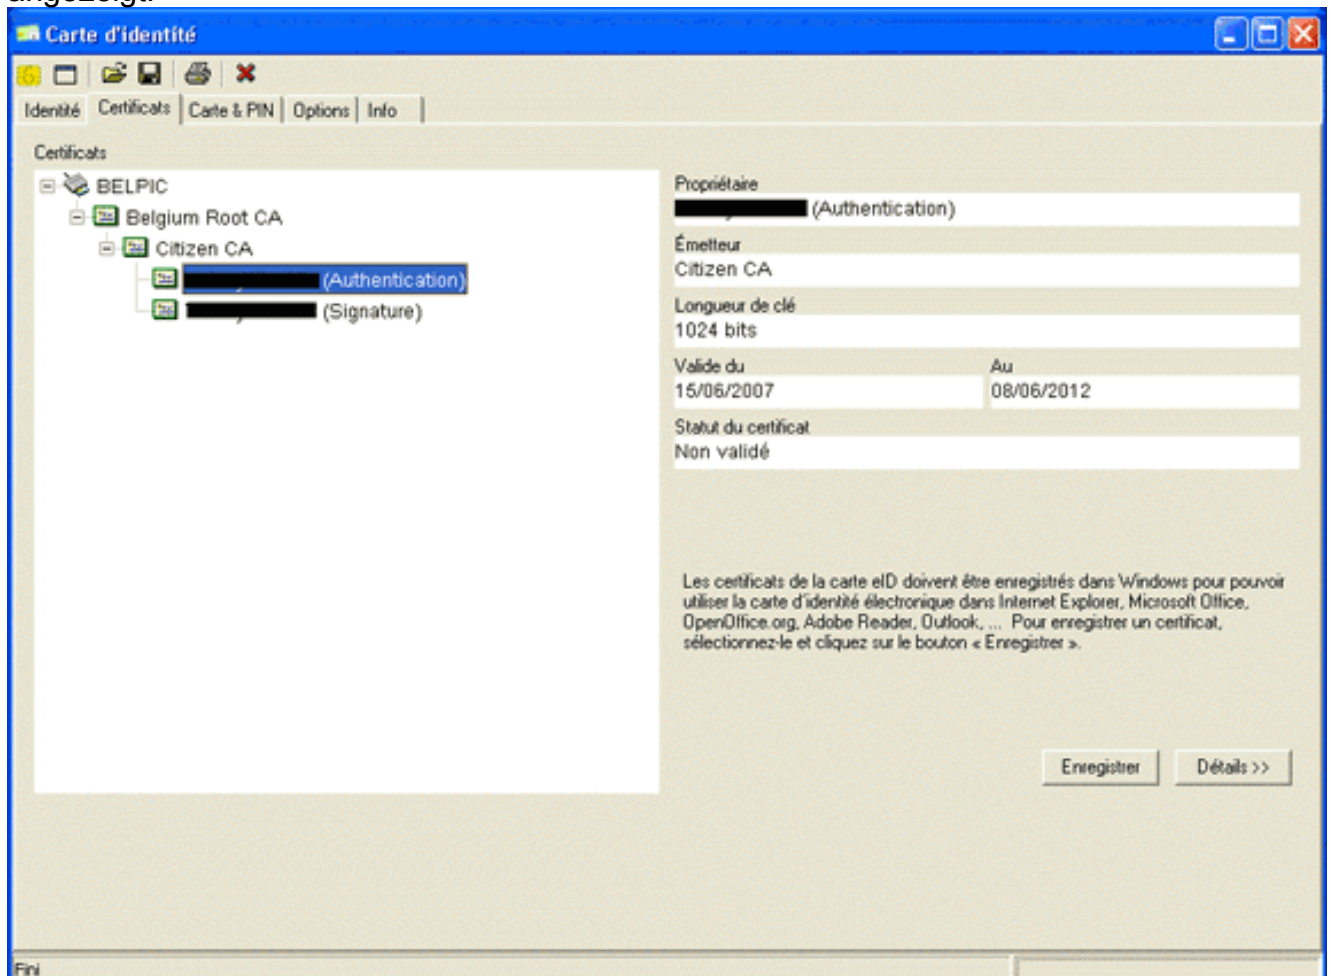 angezeigt.
Carte d'identité
Identité Certificats Carte & PIN Options Info
Certificats
BELPIC
Belgium Root CA
Citizen CA
(Authentication)
(Signature)
Propriétaire
(Authentication)
Émetteur
Citizen CA
Longueur de clé
1024 bits
Valide du Au
15/06/2007 08/06/2012
Statut du certificat
Non validé
Les certificats de la carte eID doivent être enregistrés dans Windows pour pouvoir
utiliser la carte d'identité électronique dans Internet Explorer, Microsoft Office,
OpenOffice.org, Adobe Reader, Outlook, ... Pour enregistrer un certificat,
sélectionnez-le et cliquez sur le bouton « Enregistrer ».
Enregistrer Détails >>
Fini